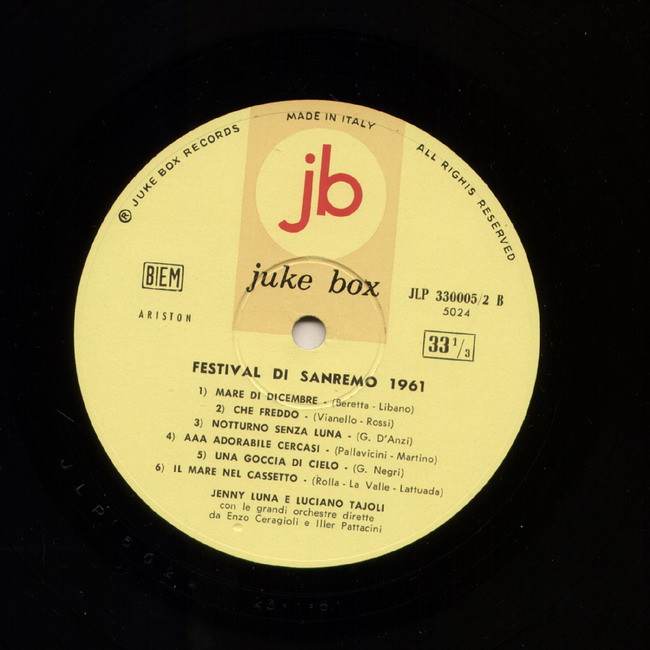 MADE IN ITALY
Ⓡ JUKE BOX RECORDS
ALL RIGHIS RESERVED
jb
juke box
BIEM
ARISTON
JLP 330005/2 B
5024
33 1/3
FESTIVAL DI SANREMO 1961
1) MARE DI DICEMBRE - (Beretta - Libano)
2) CHE FREDDO - (Vianello - Rossi)
3) NOTTURNO SENZA LUNA - (G. D'Anzi)
4) AAA ADORABILE CERCASI - (Pallavicini - Martino)
5) UNA GOCCIA DI CIELO - (G. Negri)
6) IL MARE NEL CASSETTO - (Rolla - La Valle - Lattuada)
JENNY LUNA E LUCIANO TAJOLI
con le grandi orchestre dirette
da Enzo Ceragioli e Iller Pattacini